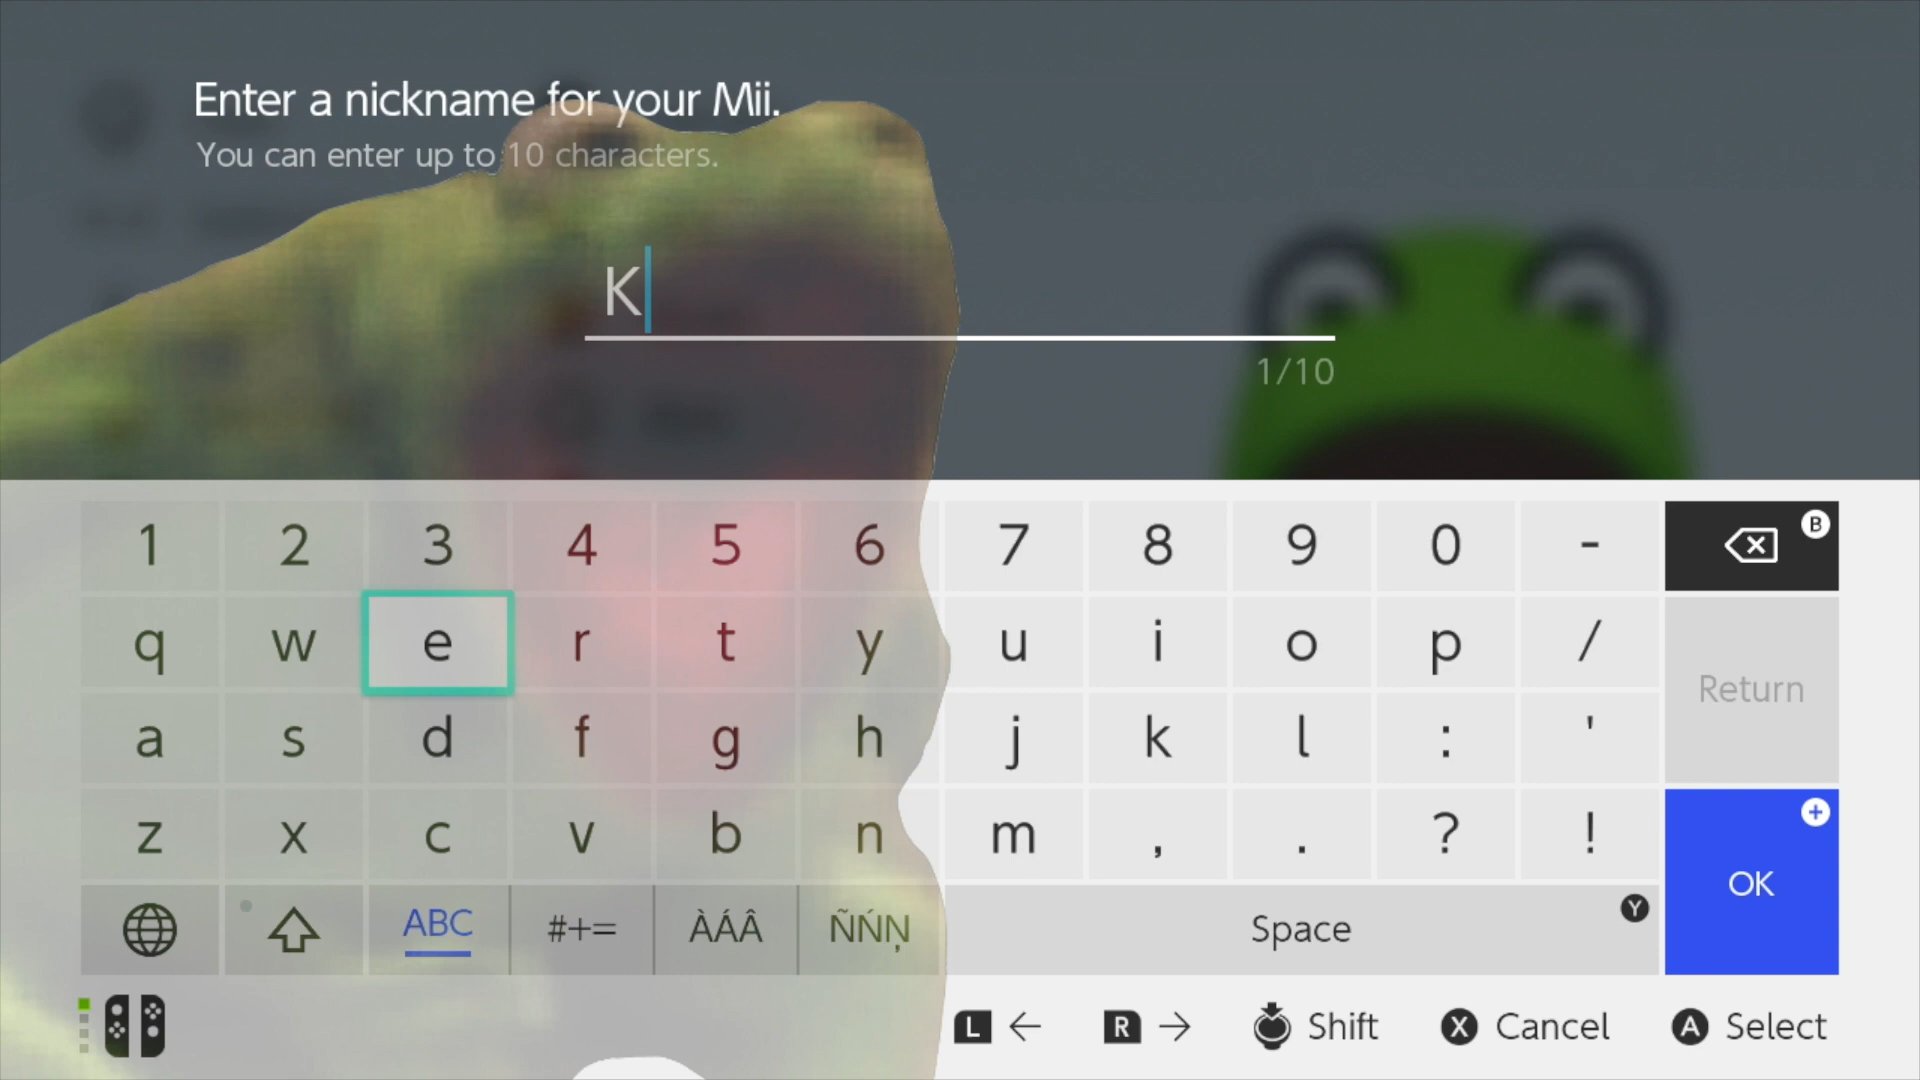 Enter a nickname for your Mii.
You can enter up to 10 characters.
K
1/10
1 2 3 4 5 6 7 8 9 0 - B
q w e r t y u i o p / Return
a s d f g h j k l : '
z x c v b n m , . ? ! + OK
ABC #+= ÀÁÂ ÑŃŅ Space Y
L ← R → Shift X Cancel A Select